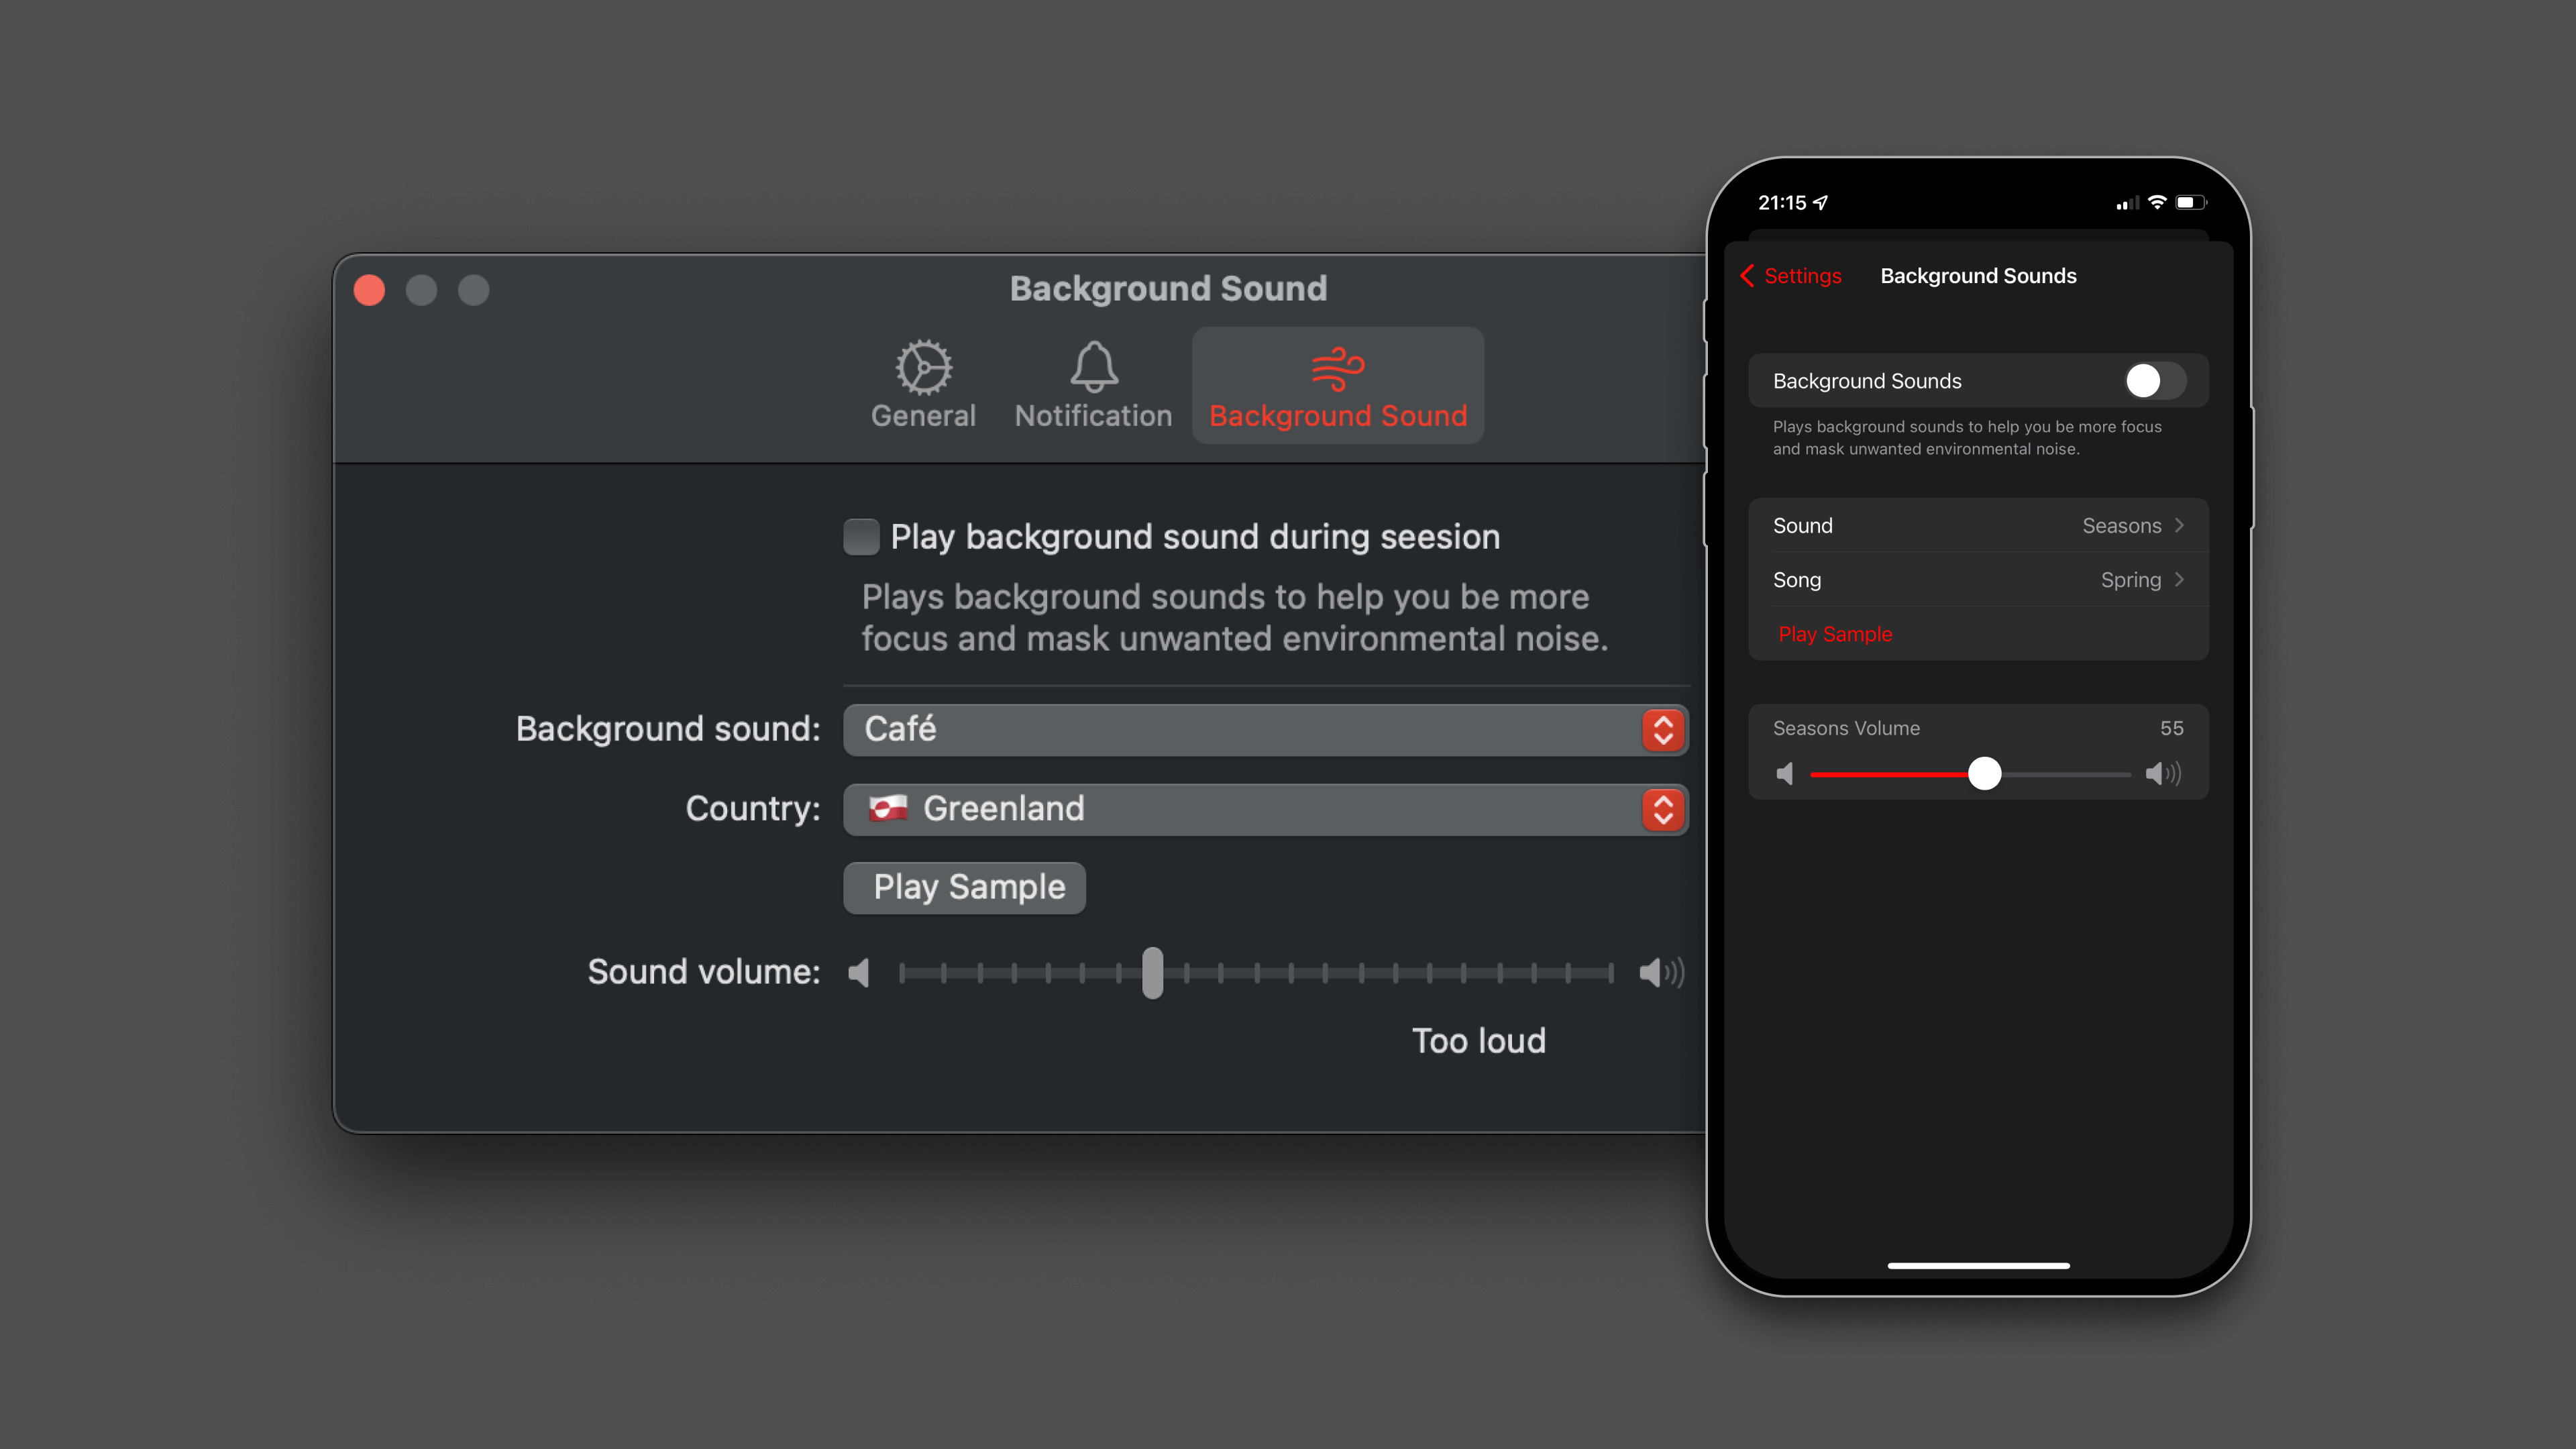 Background Sound
General
Notification
Background Sound
Play background sound during seesion
Plays background sounds to help you be more
focus and mask unwanted environmental noise.
Background sound: Café
Country: Greenland
Play Sample
Sound volume:
Too loud
21:15
Settings
Background Sounds
Background Sounds
Plays background sounds to help you be more focus
and mask unwanted environmental noise.
Sound Seasons
Song Spring
Play Sample
Seasons Volume 55